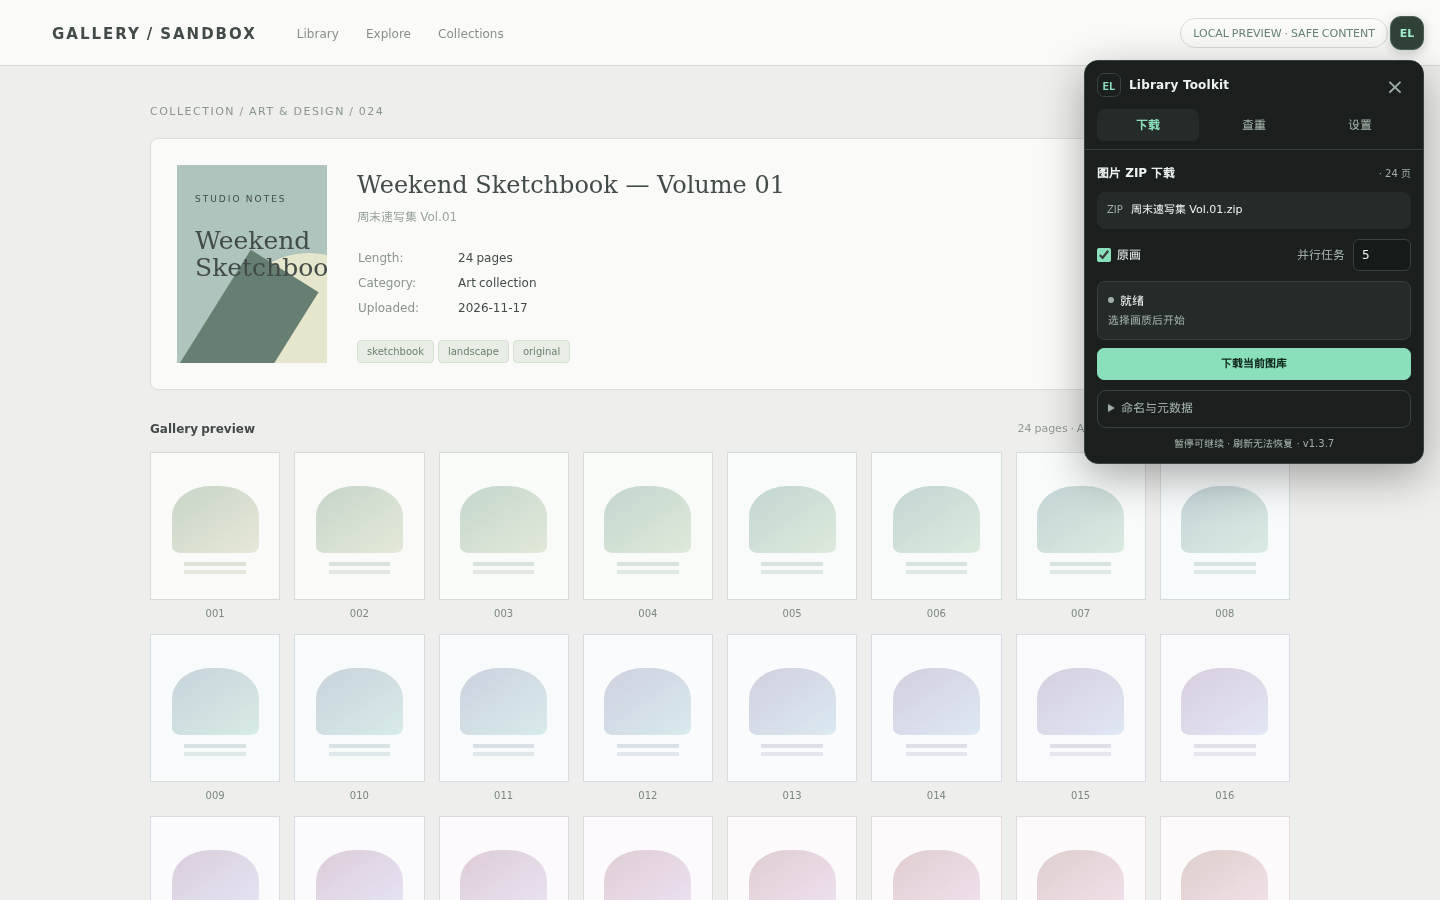 GALLERY / SANDBOX
Library
Explore
Collections
LOCAL PREVIEW · SAFE CONTENT
EL
COLLECTION / ART & DESIGN / 024
STUDIO NOTES
Weekend
Sketchboo
Weekend Sketchbook — Volume 01
周末速写集 Vol.01
Length: 24 pages
Category: Art collection
Uploaded: 2026-11-17
sketchbook
landscape
original
EL Library Toolkit
下载
查重
设置
图片 ZIP 下载 · 24 页
ZIP 周末速写集 Vol.01.zip
原画 并行任务 5
就绪
选择画质后开始
下载当前图库
命名与元数据
暂停可继续 · 刷新无法恢复 · v1.3.7
Gallery preview
24 pages · A
001
002
003
004
005
006
007
008
009
010
011
012
013
014
015
016